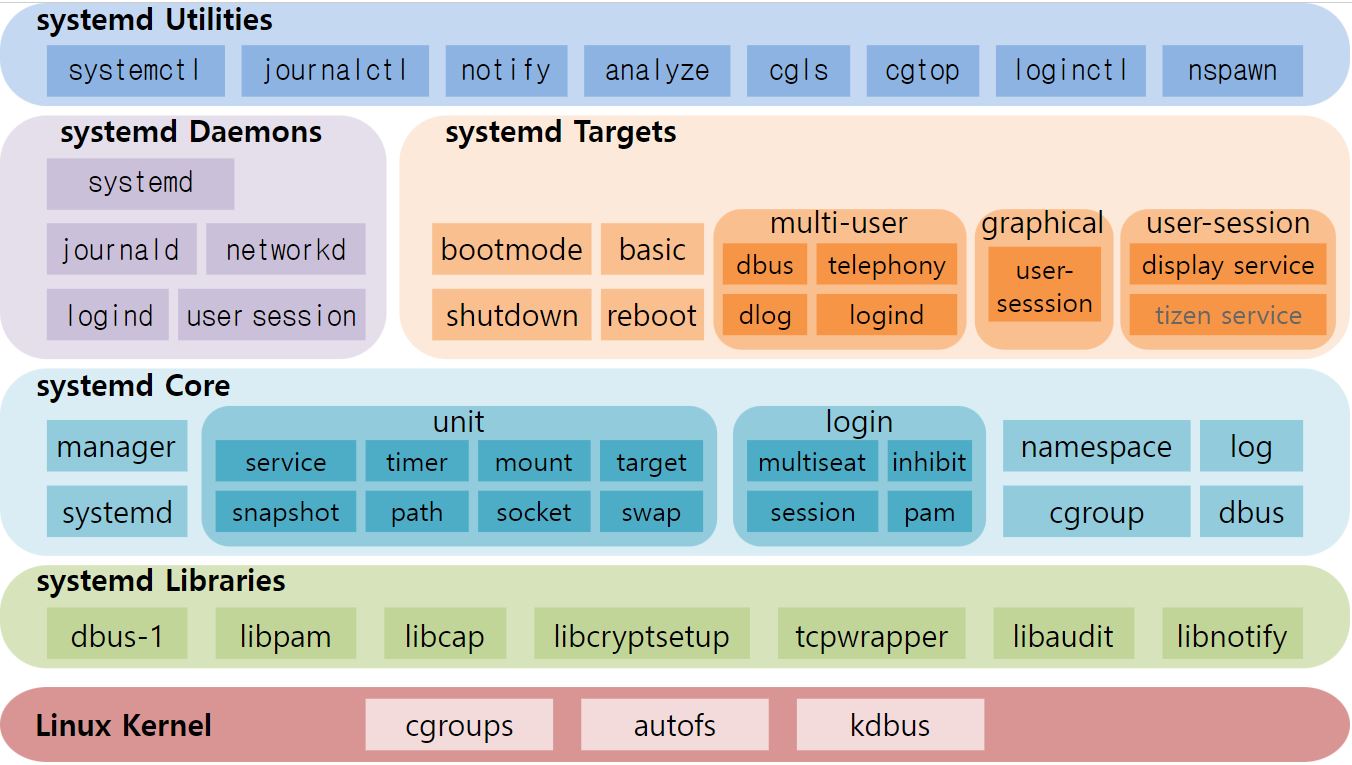 systemd Utilities
systemctl journalctl notify analyze cgls cgtop loginctl nspawn
systemd Daemons
systemd
journald networkd
logind user session
systemd Targets
bootmode basic
shutdown reboot
multi-user
dbus telephony
dlog logind
graphical
user-
sesssion
user-session
display service
tizen service
systemd Core
manager
systemd
unit
service timer mount target
snapshot path socket swap
login
multiseat inhibit
session pam
namespace log
cgroup dbus
systemd Libraries
dbus-1 libpam libcap libcryptsetup tcpwrapper libaudit libnotify
Linux Kernel cgroups autofs kdbus